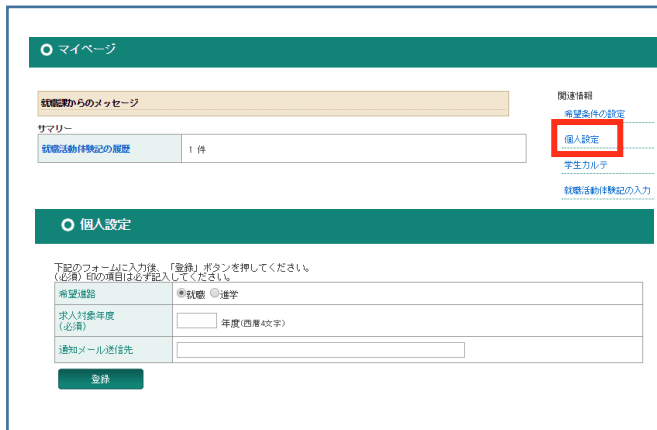 マイページ
就職課からのメッセージ
サマリー
就職活動体験記の履歴
1 件
関連情報
希望条件の設定
個人設定
学生カルテ
就職活動体験記の入力
個人設定
下記のフォームに入力後、「登録」ボタンを押してください。
(必須) 印の項目は必ず記入してください。
希望進路
就職 進学
求人対象年度
(必須)
年度(西暦4文字)
通知メール送信先
登録